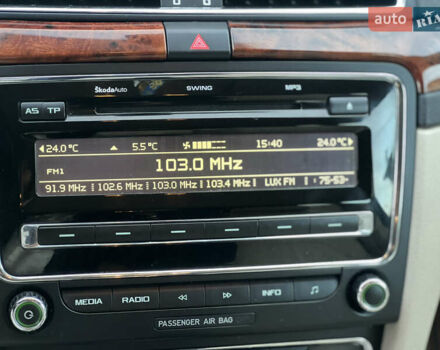 auto RIA
ŠkodaAuto SWING MP3
AS TP
24.0°C 5.5°C 15:40 24.0°C
103.0 MHz
FM1
91.9 MHz 102.6 MHz 103.0 MHz 103.4 MHz LUX FM 75-53
MEDIA RADIO INFO
PASSENGER AIR BAG